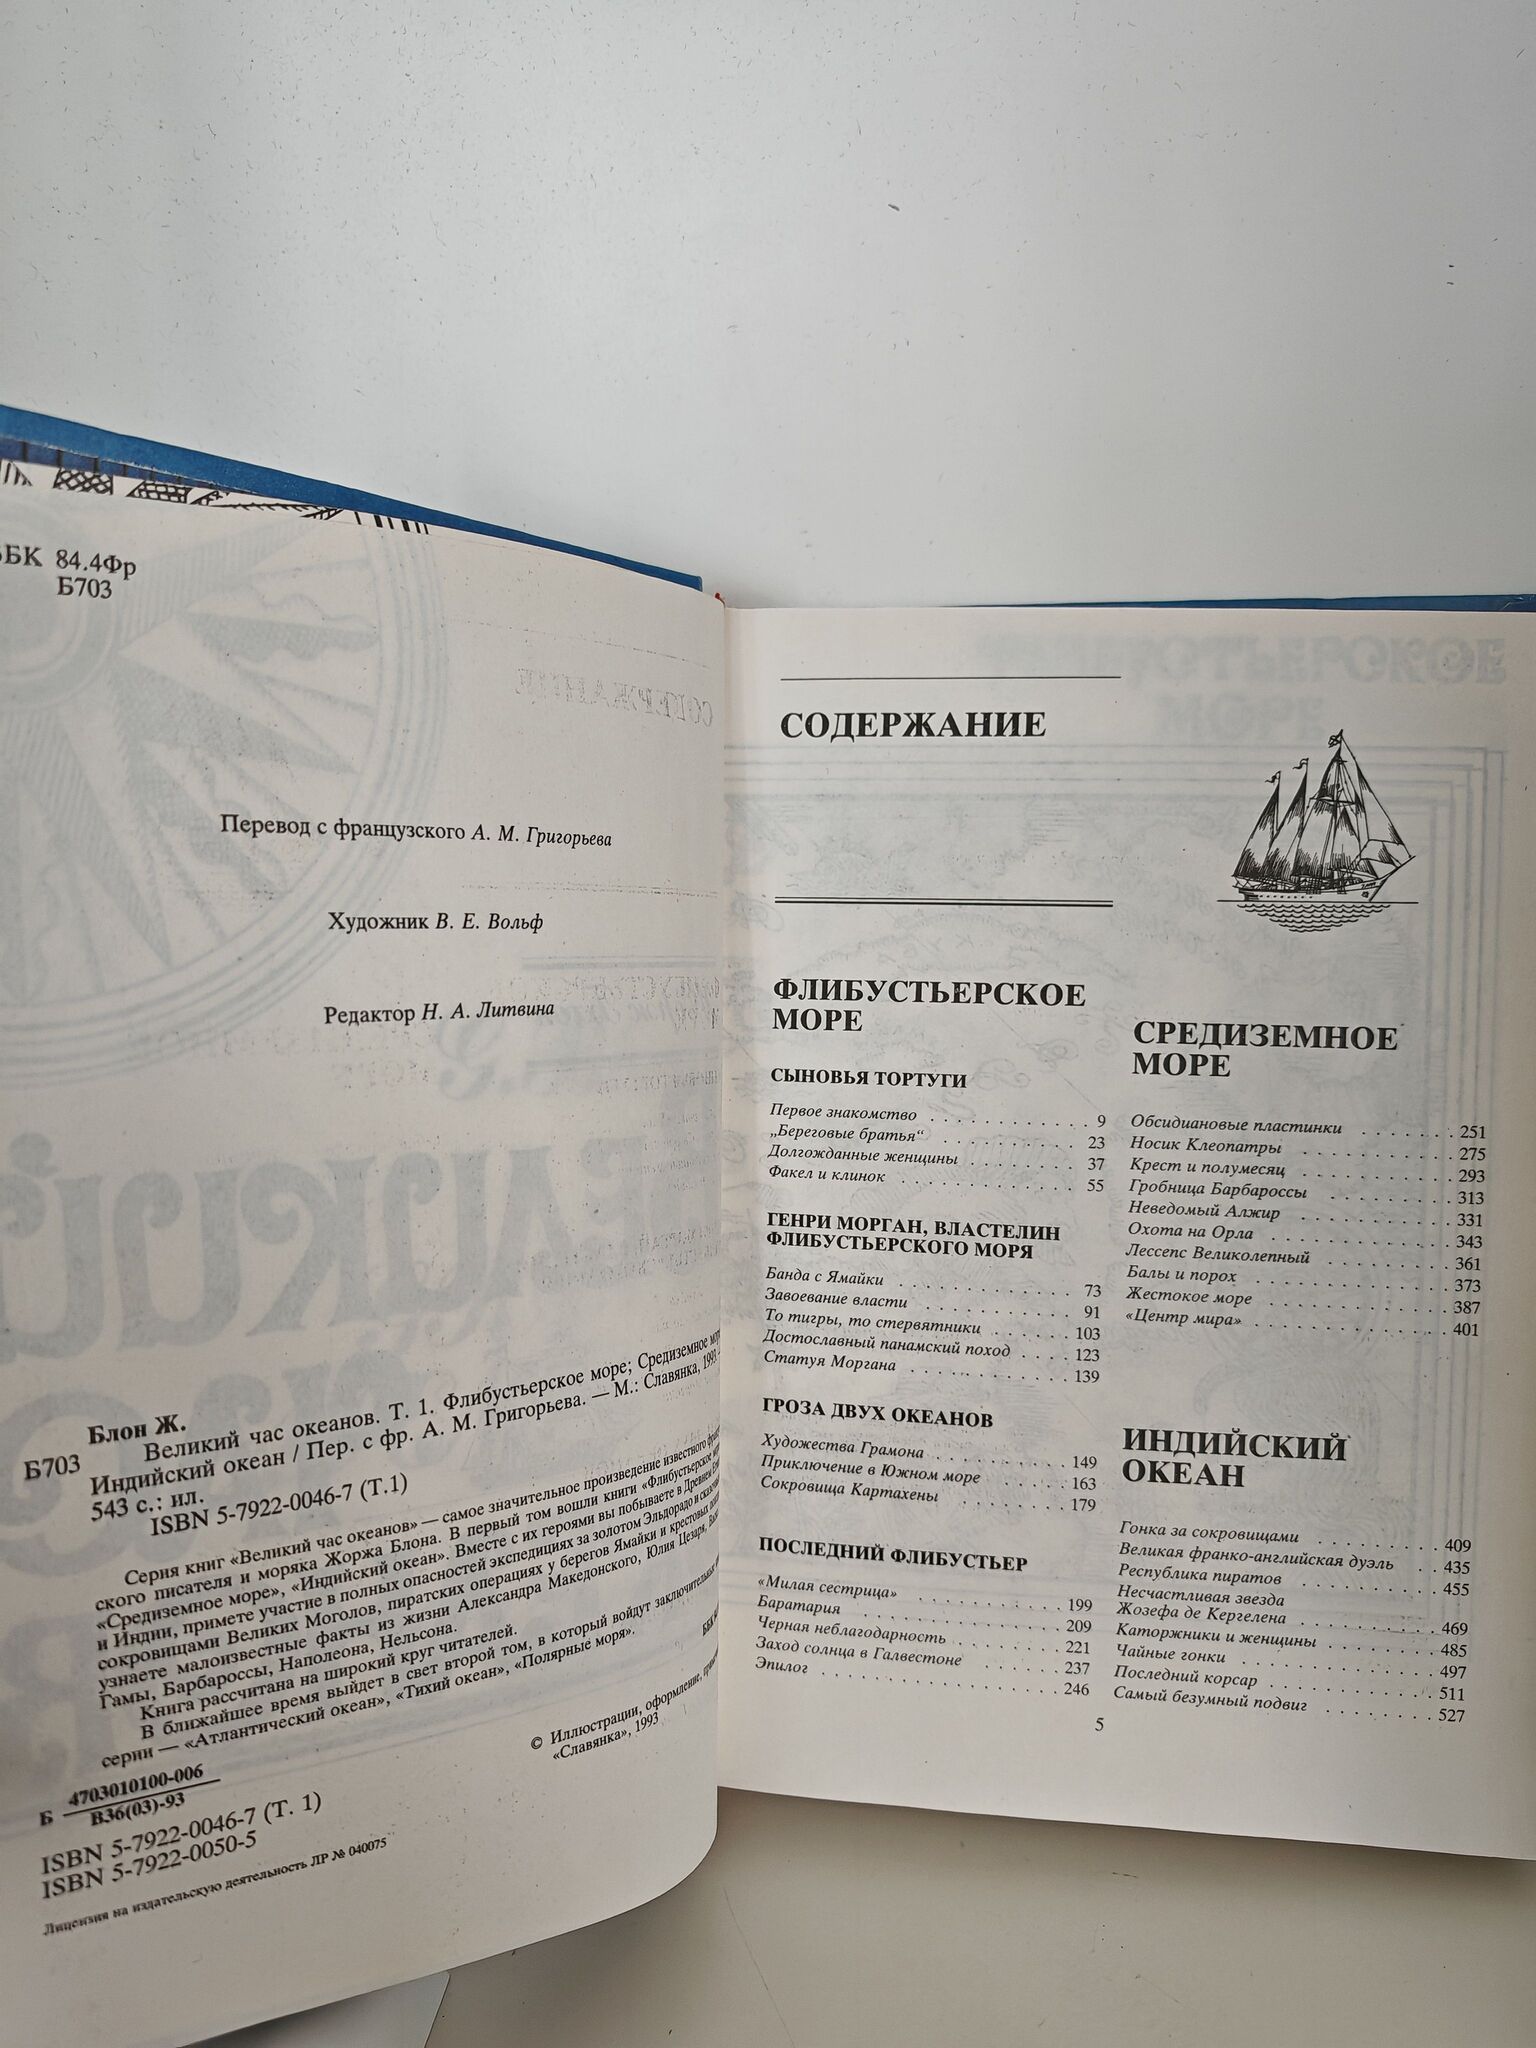 ББК 84.4Фр
Б703
Перевод с французского А. М. Григорьева
Художник В. Е. Вольф
Редактор Н. А. Литвина
Блон Ж.
Б703 Великий час океанов. Т. 1. Флибустьерское море; Средиземное
Индийский океан / Пер. с фр. А. М. Григорьева. — М.: Славянка, 1993
543 с.: ил.
ISBN 5-7922-0046-7 (Т.1)
Серия книг «Великий час океанов» — самое значительное произведение известного
ского писателя и моряка Жоржа Блона. В первый том вошли книги «Флибустьерское
«Средиземное море», «Индийский океан». Вместе с их героями вы побываете в Древнем
и Индии, примете участие в полных опасностей экспедициях за золотом Эльдорадо и
сокровищами Великих Моголов, пиратских операциях у берегов Ямайки и крестовых
узнаете малоизвестные факты из жизни Александра Македонского, Юлия Цезаря,
Гамы, Барбароссы, Наполеона, Нельсона.
Книга рассчитана на широкий круг читателей.
В ближайшее время выйдет в свет второй том, в который войдут заключительные
серии — «Атлантический океан», «Тихий океан», «Полярные моря».
ББК
© Иллюстрации, оформление,
«Славянка», 1993
Б 4703010100-006
В36(03)-93
ISBN 5-7922-0046-7 (Т. 1)
ISBN 5-7922-0050-5
Лицензия на издательскую деятельность ЛР № 040075
СОДЕРЖАНИЕ
ФЛИБУСТЬЕРСКОЕ
МОРЕ
СЫНОВЬЯ ТОРТУГИ
Первое знакомство . . . . . . . . . . 9
„Береговые братья“ . . . . . . . . . . 23
Долгожданные женщины . . . . . . . . 37
Факел и клинок . . . . . . . . . . . . 55
ГЕНРИ МОРГАН, ВЛАСТЕЛИН
ФЛИБУСТЬЕРСКОГО МОРЯ
Банда с Ямайки . . . . . . . . . . . . 73
Завоевание власти . . . . . . . . . . 91
То тигры, то стервятники . . . . . . 103
Достославный панамский поход . . . . 123
Статуя Моргана . . . . . . . . . . . 139
ГРОЗА ДВУХ ОКЕАНОВ
Художества Грамона . . . . . . . . . 149
Приключение в Южном море . . . . . . 163
Сокровища Картахены . . . . . . . . 179
ПОСЛЕДНИЙ ФЛИБУСТЬЕР
«Милая сестрица» . . . . . . . . . . 199
Баратария . . . . . . . . . . . . . . 209
Черная неблагодарность . . . . . . . 221
Заход солнца в Галвестоне . . . . . . 237
Эпилог . . . . . . . . . . . . . . . . 246
СРЕДИЗЕМНОЕ
МОРЕ
Обсидиановые пластинки . . . . . . . 251
Носик Клеопатры . . . . . . . . . . . 275
Крест и полумесяц . . . . . . . . . . 293
Гробница Барбароссы . . . . . . . . . 313
Неведомый Алжир . . . . . . . . . . . 331
Охота на Орла . . . . . . . . . . . . 343
Лессепс Великолепный . . . . . . . . 361
Балы и порох . . . . . . . . . . . . 373
Жестокое море . . . . . . . . . . . . 387
«Центр мира» . . . . . . . . . . . . 401
ИНДИЙСКИЙ
ОКЕАН
Гонка за сокровищами . . . . . . . . 409
Великая франко-английская дуэль . . . 435
Республика пиратов . . . . . . . . . 455
Несчастливая звезда
Жозефа де Кергелена . . . . . . . . . 469
Каторжники и женщины . . . . . . . . 485
Чайные гонки . . . . . . . . . . . . 497
Последний корсар . . . . . . . . . . 511
Самый безумный подвиг . . . . . . . . 527
5